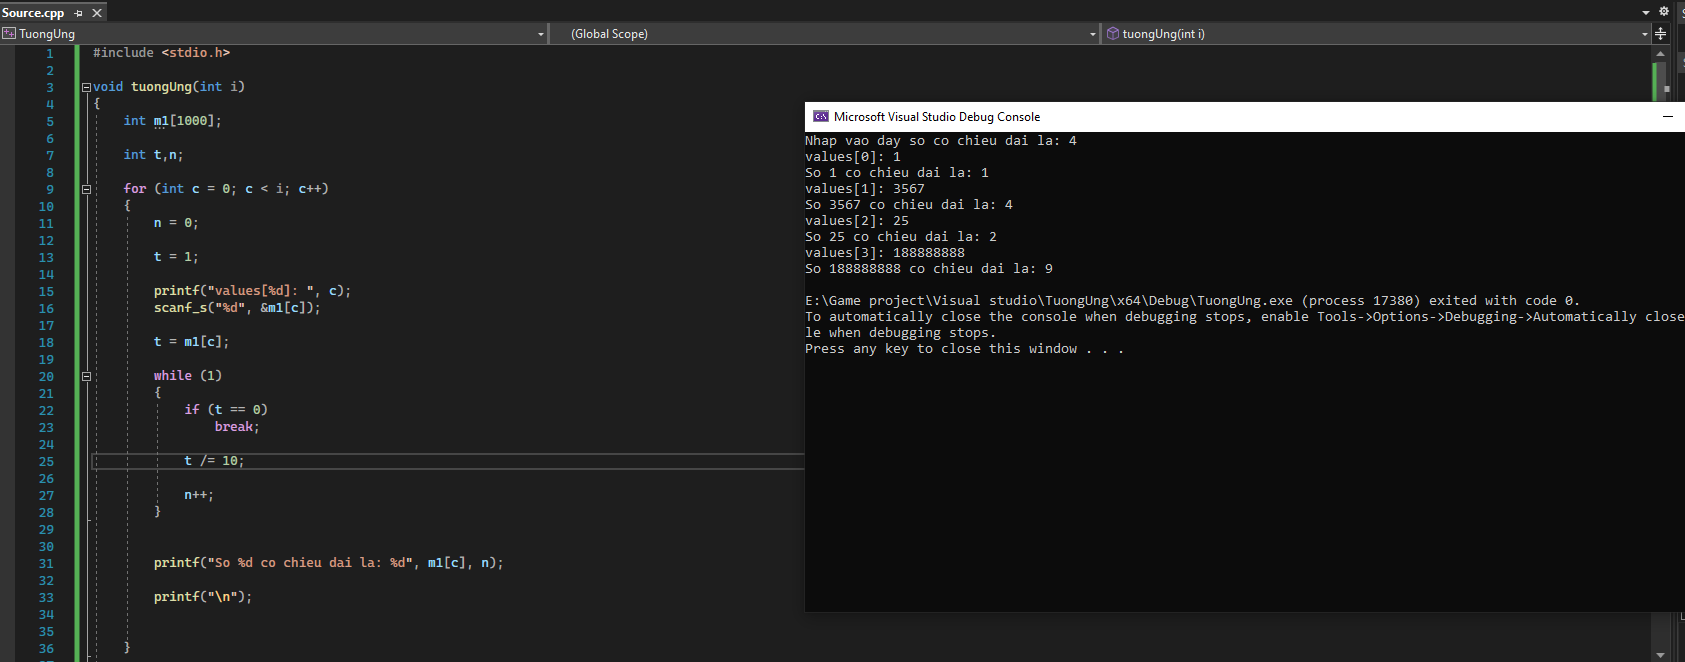 Source.cpp
TuongUng
(Global Scope)
tuongUng(int i)
1 #include <stdio.h>
2
3 void tuongUng(int i)
4 {
5 int m1[1000];
6
7 int t,n;
8
9 for (int c = 0; c < i; c++)
10 {
11 n = 0;
12
13 t = 1;
14
15 printf("values[%d]: ", c);
16 scanf_s("%d", &m1[c]);
17
18 t = m1[c];
19
20 while (1)
21 {
22 if (t == 0)
23 break;
24
25 t /= 10;
26
27 n++;
28 }
29
30
31 printf("So %d co chieu dai la: %d", m1[c], n);
32
33 printf("\n");
34
35
36 }
Microsoft Visual Studio Debug Console
Nhap vao day so co chieu dai la: 4
values[0]: 1
So 1 co chieu dai la: 1
values[1]: 3567
So 3567 co chieu dai la: 4
values[2]: 25
So 25 co chieu dai la: 2
values[3]: 188888888
So 188888888 co chieu dai la: 9
E:\Game project\Visual studio\TuongUng\x64\Debug\TuongUng.exe (process 17380) exited with code 0.
To automatically close the console when debugging stops, enable Tools->Options->Debugging->Automatically close
le when debugging stops.
Press any key to close this window . . .